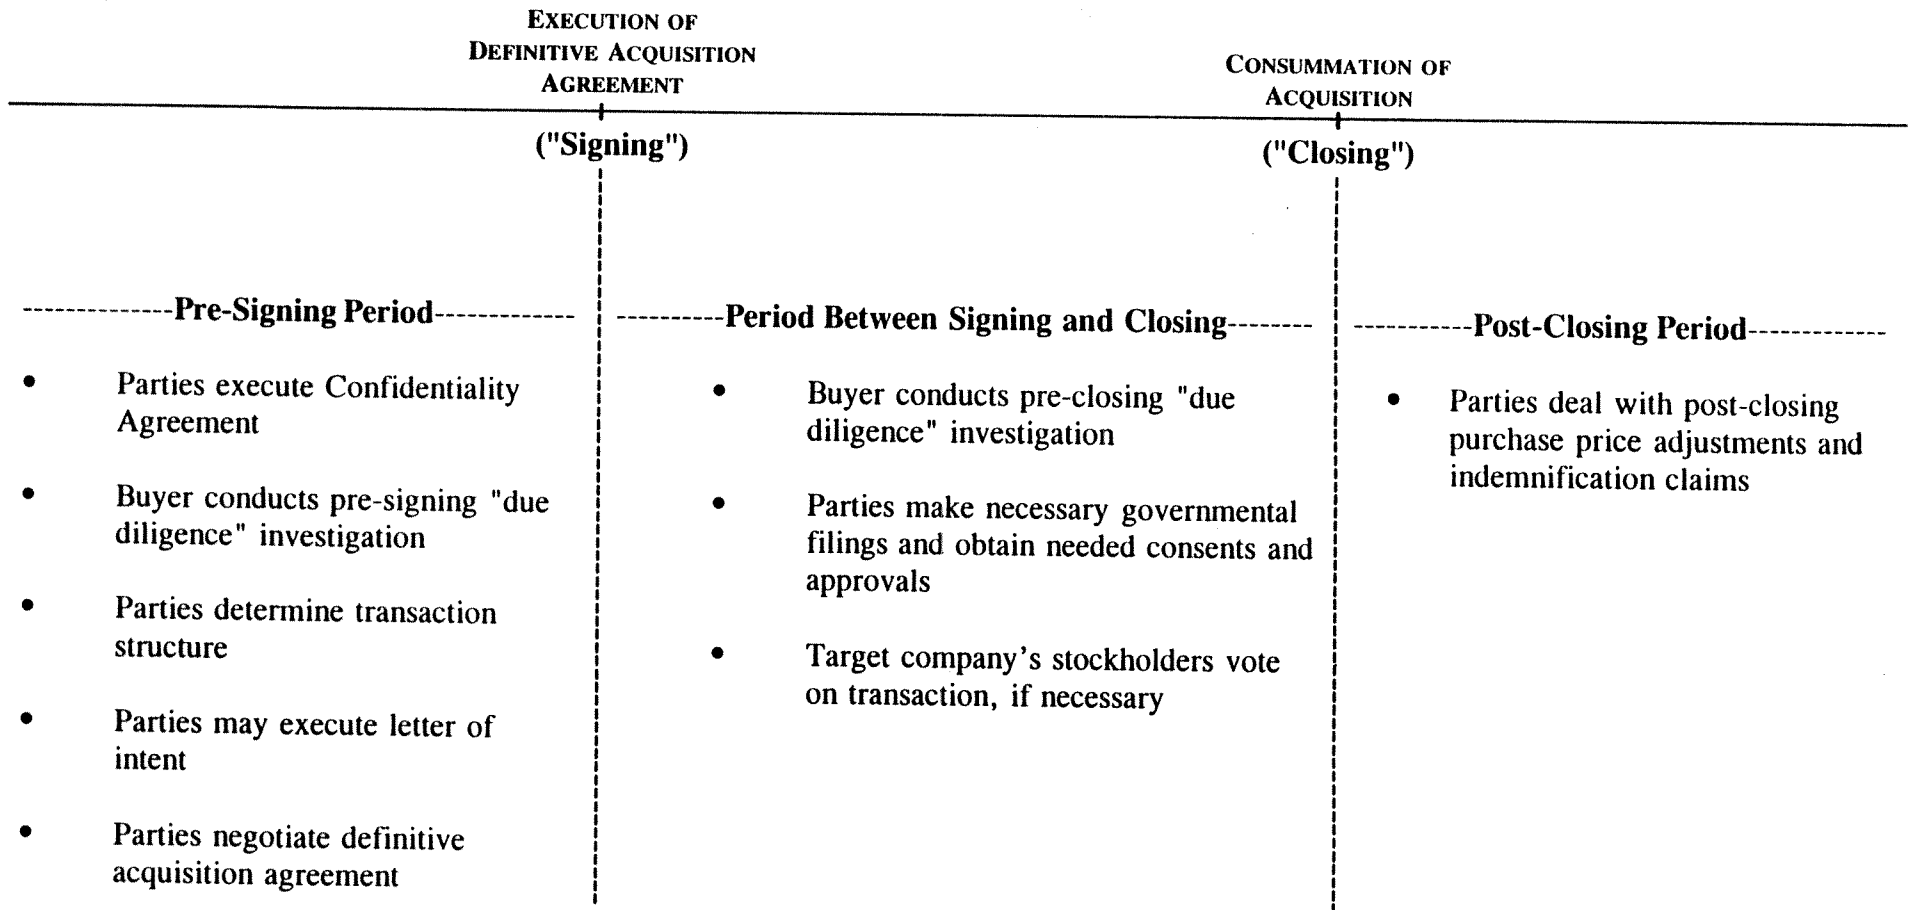 EXECUTION OF
DEFINITIVE ACQUISITION
AGREEMENT
("Signing")
CONSUMMATION OF
ACQUISITION
("Closing")
Pre-Signing Period
• Parties execute Confidentiality
Agreement
• Buyer conducts pre-signing "due
diligence" investigation
• Parties determine transaction
structure
• Parties may execute letter of
intent
• Parties negotiate definitive
acquisition agreement
Period Between Signing and Closing
• Buyer conducts pre-closing "due
diligence" investigation
• Parties make necessary governmental
filings and obtain needed consents and
approvals
• Target company's stockholders vote
on transaction, if necessary
Post-Closing Period
• Parties deal with post-closing
purchase price adjustments and
indemnification claims